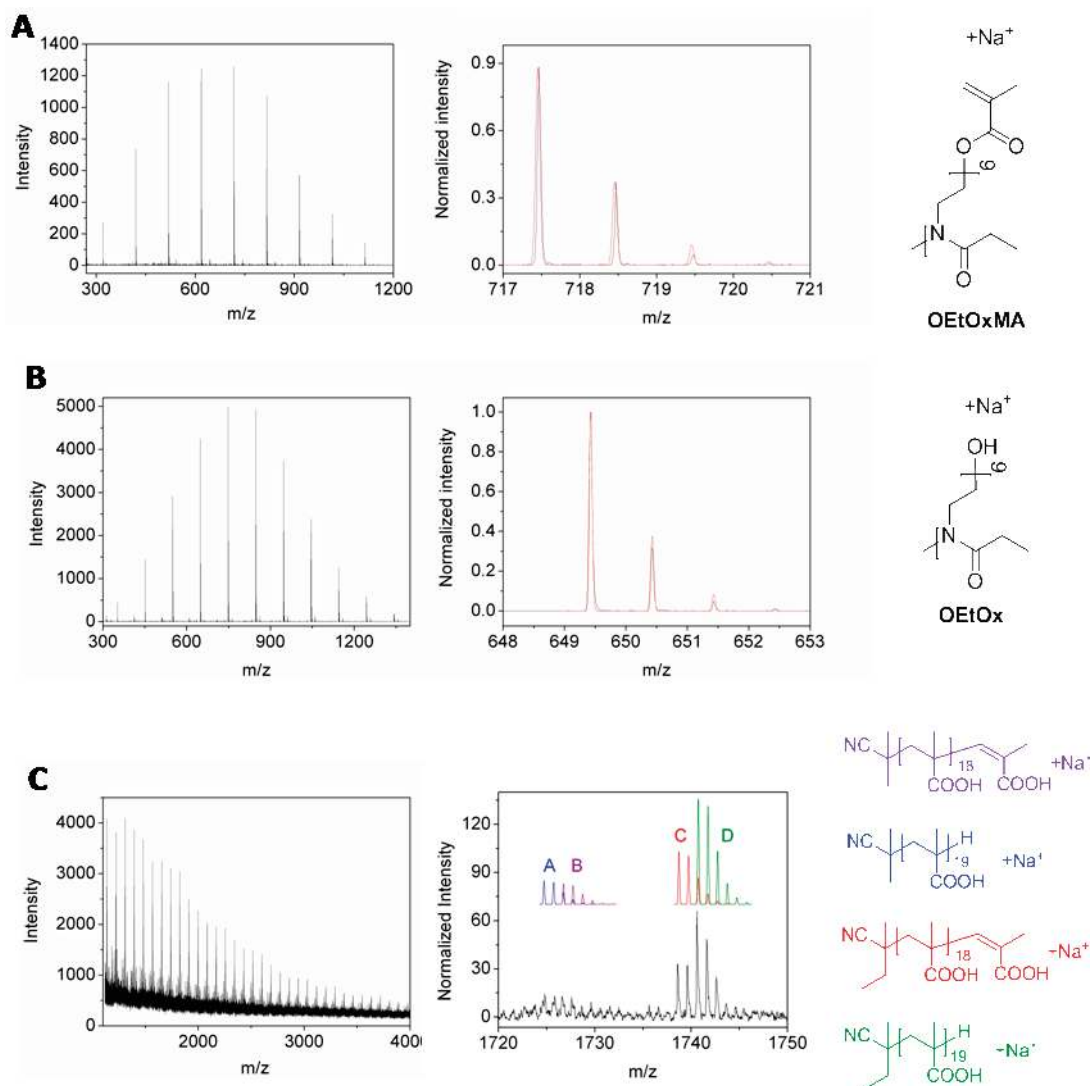 A
1400
1200
1000
800
600
400
200
0
300 600 900 1200
Intensity
m/z
0.9
0.6
0.3
0.0
717 718 719 720 721
Normalized intensity
m/z
+Na+
O O
6
N
O
OEtOxMA
B
5000
4000
3000
2000
1000
0
300 600 900 1200
Intensity
m/z
1.0
0.8
0.6
0.4
0.2
0.0
648 649 650 651 652 653
Normalized intensity
m/z
+Na+
OH
6
N
O
OEtOx
C
4000
3000
2000
1000
0
2000 3000 4000
Intensity
m/z
120
90
60
30
0
1720 1730 1740 1750
Normalized Intensity
m/z
A B C D
NC 18 COOH COOH +Na+
NC H 19 COOH +Na+
NC 18 COOH COOH -Na+
NC H 19 COOH -Na+